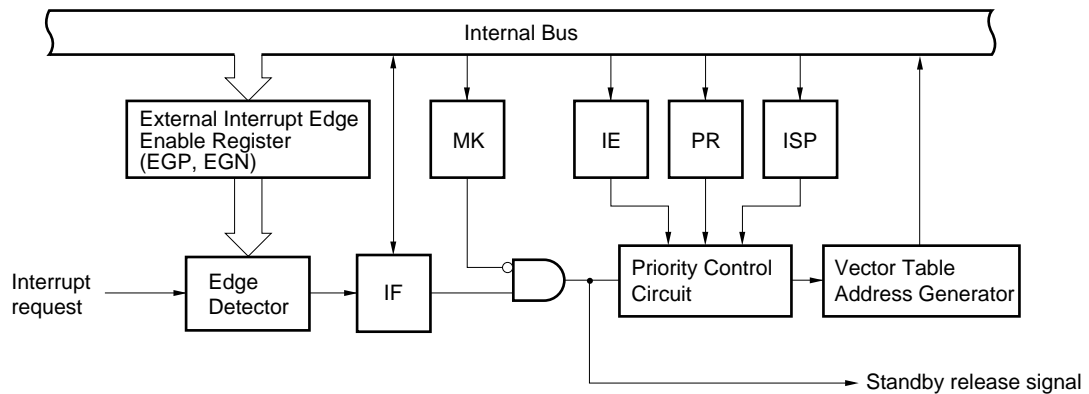 Internal Bus
External Interrupt Edge
Enable Register
(EGP, EGN)
MK
IE
PR
ISP
Interrupt
request
Edge
Detector
IF
Priority Control
Circuit
Vector Table
Address Generator
Standby release signal